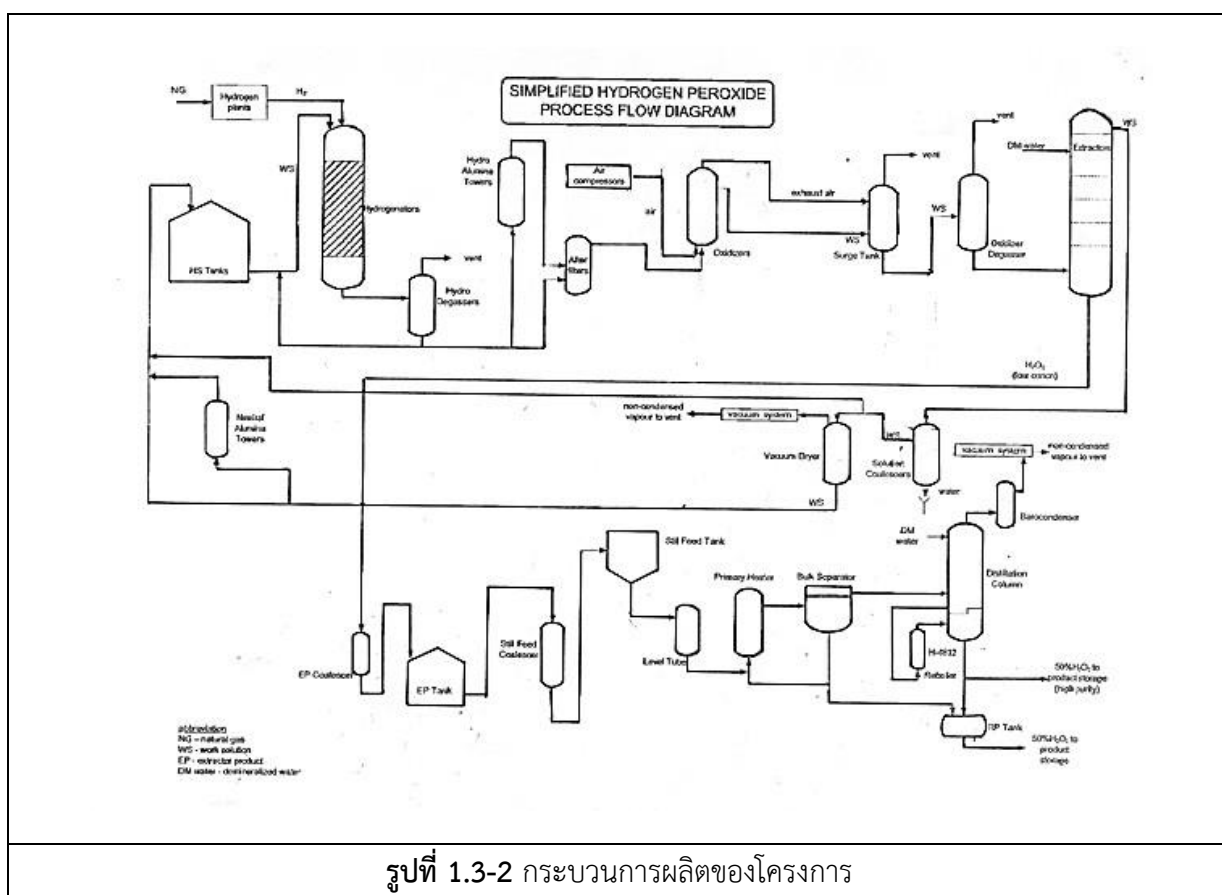 SIMPLIFIED HYDROGEN PEROXIDE
PROCESS FLOW DIAGRAM
NG
Hydrogen
plants
H₂
WS
Hydrogenators
vent
Hydro
Degassers
Hydro
Alumina
Towers
After
filters
Air
compressors
air
Oxidizers
exhaust air
WS
vent
Surge Tank
WS
vent
Oxidizer
Degasser
DM water
Extractors
WS
H₂O₂
Neutral
Alumina
Towers
non-condensed
vapour to vent
vacuum system
Vacuum Dryer
WS
Coalescers
water
vacuum system
non-condensed
vapour to vent
Barocondenser
DM
water
Distillation
Column
Reboiler
50%H₂O₂ to
product storage
(high purity)
50%H₂O₂ to
product
storage
Still Feed Tank
Primary Heater
Bulk Separator
Level Tube
Still Feed
Coalescer
EP Coalescer
EP Tank
abbreviation
NG – natural gas
WS - work solution
EP - extractor product
DM water - demineralized water
รูปที่ 1.3-2 กระบวนการผลิตของโครงการ